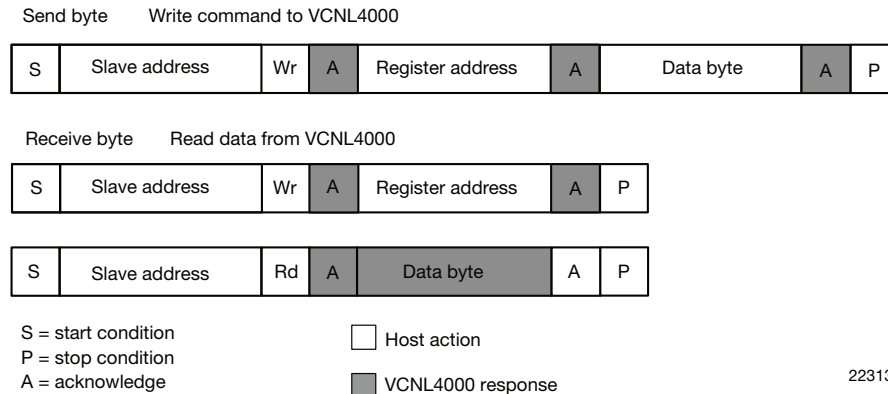 Send byte Write command to VCNL4000
S Slave address Wr A Register address A Data byte A P
Receive byte Read data from VCNL4000
S Slave address Wr A Register address A P
S Slave address Rd A Data byte A P
S = start condition
P = stop condition
A = acknowledge
Host action
VCNL4000 response
22313